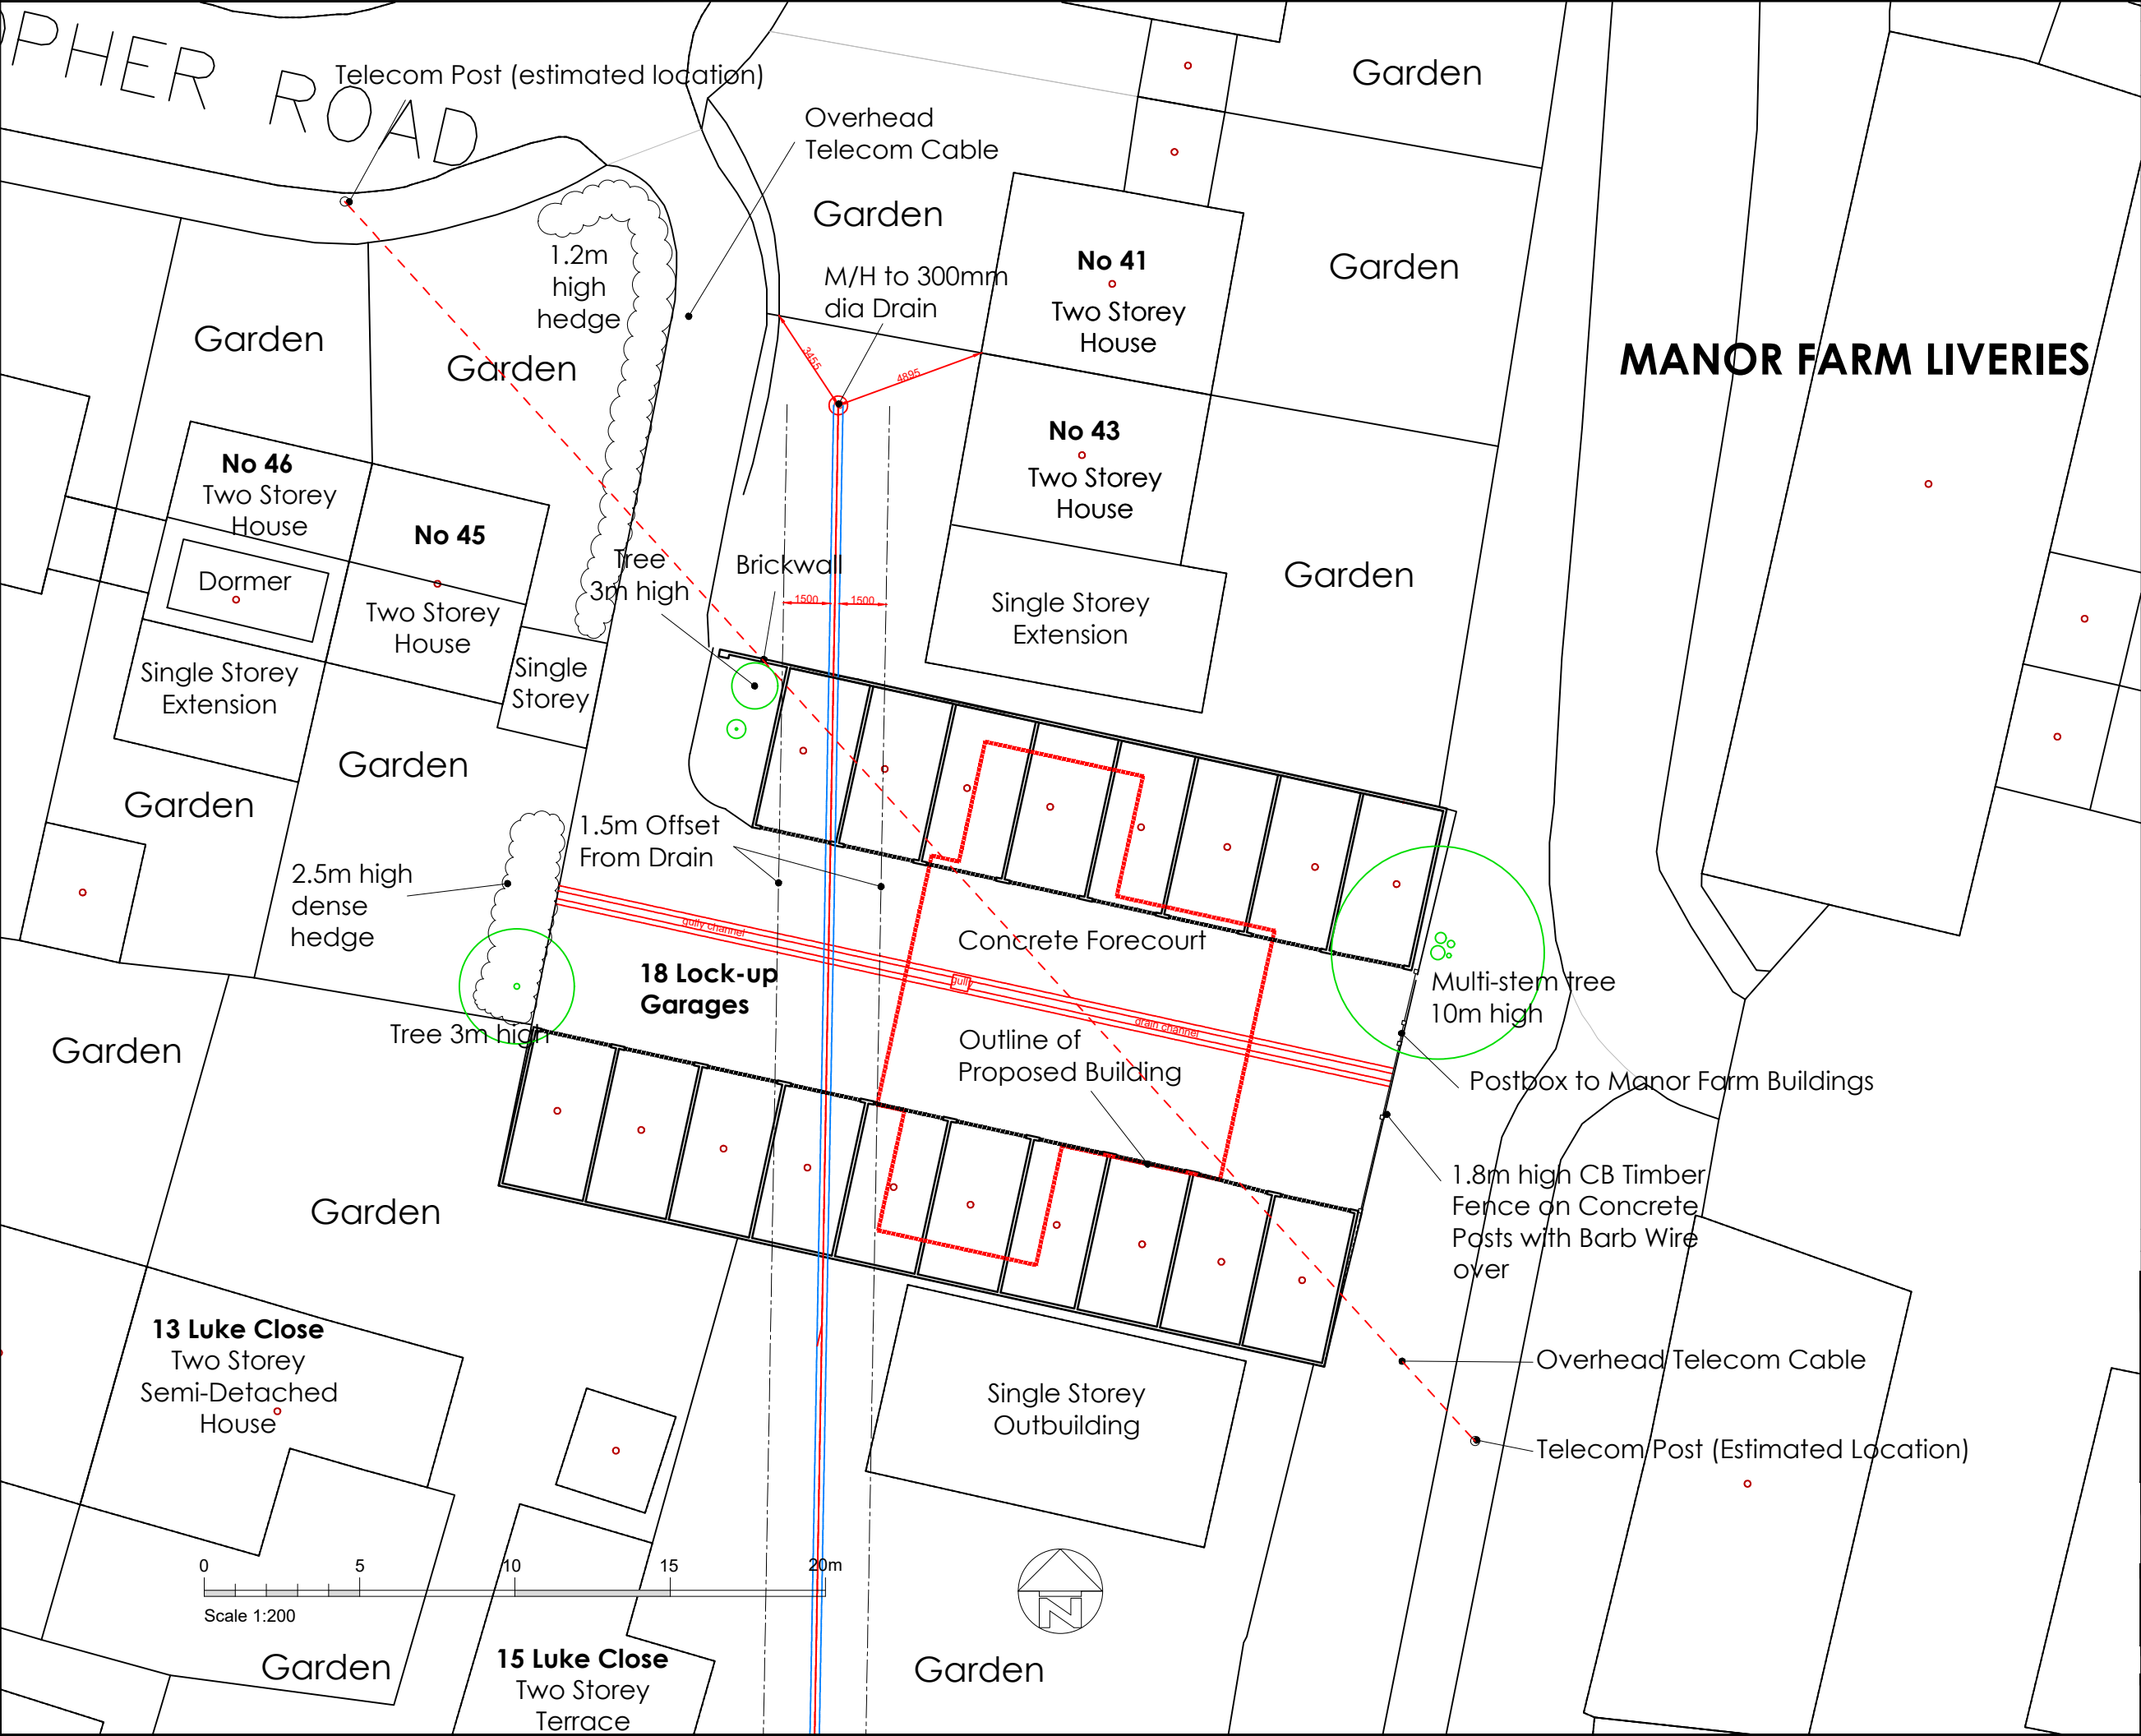 PHER ROAD
Telecom Post (estimated location)
Overhead
Telecom Cable
Garden
Garden
1.2m
high
hedge
M/H to 300mm
dia Drain
No 41
Two Storey
House
Garden
Garden
Garden
3455
4895
MANOR FARM LIVERIES
No 46
Two Storey
House
Dormer
Single Storey
Extension
No 45
Two Storey
House
Single
Storey
Tree
3m high
Brickwall
1500
1500
No 43
Two Storey
House
Single Storey
Extension
Garden
Garden
Garden
1.5m Offset
From Drain
2.5m high
dense
hedge
gully channel
Concrete Forecourt
18 Lock-up
Garages
gully
drain channel
Multi-stem tree
10m high
Tree 3m high
Outline of
Proposed Building
Postbox to Manor Farm Buildings
Garden
Garden
1.8m high CB Timber
Fence on Concrete
Posts with Barb Wire
over
13 Luke Close
Two Storey
Semi-Detached
House
Single Storey
Outbuilding
Overhead Telecom Cable
Telecom Post (Estimated Location)
0 5 10 15 20m
Scale 1:200
N
Garden
15 Luke Close
Two Storey
Terrace
Garden